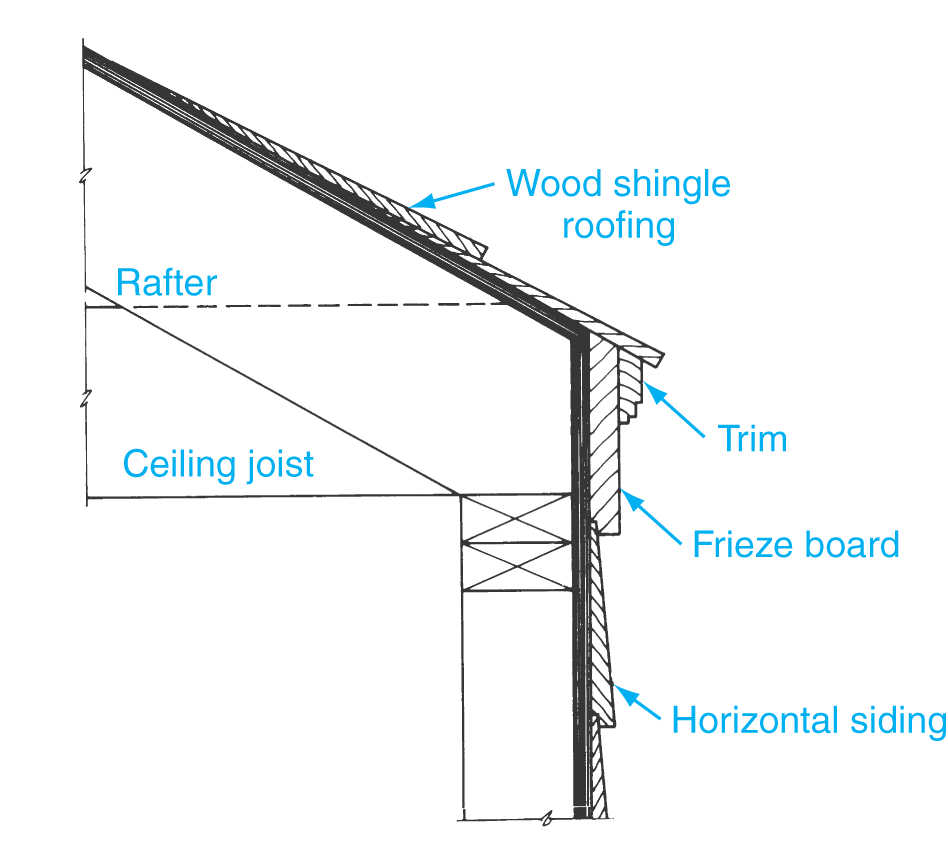 Wood shingle
roofing
Rafter
Trim
Ceiling joist
Frieze board
Horizontal siding